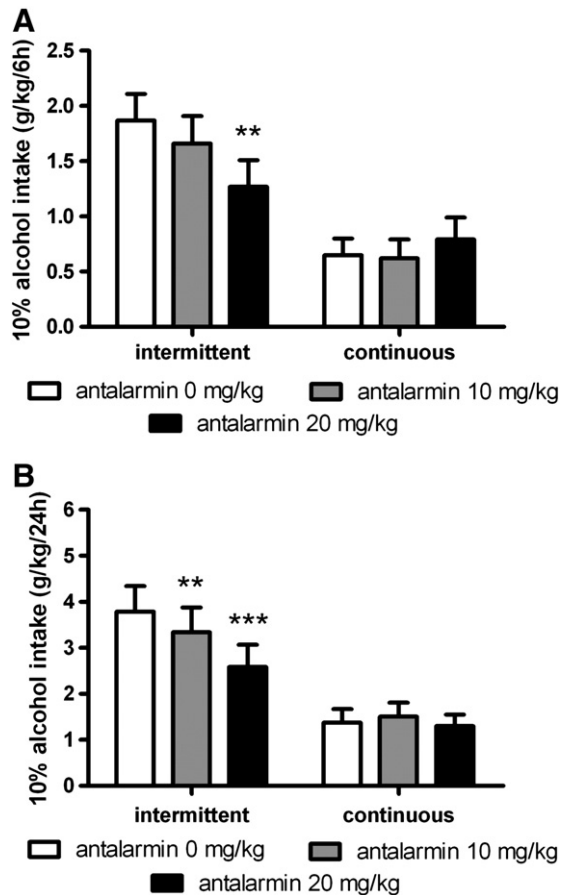 A
10% alcohol intake (g/kg/6h)
2.5
2.0
1.5
1.0
0.5
0.0
**
intermittent
continuous
antalarmin 0 mg/kg
antalarmin 10 mg/kg
antalarmin 20 mg/kg
B
10% alcohol intake (g/kg/24h)
6
5
4
3
2
1
0
**
***
intermittent
continuous
antalarmin 0 mg/kg
antalarmin 10 mg/kg
antalarmin 20 mg/kg